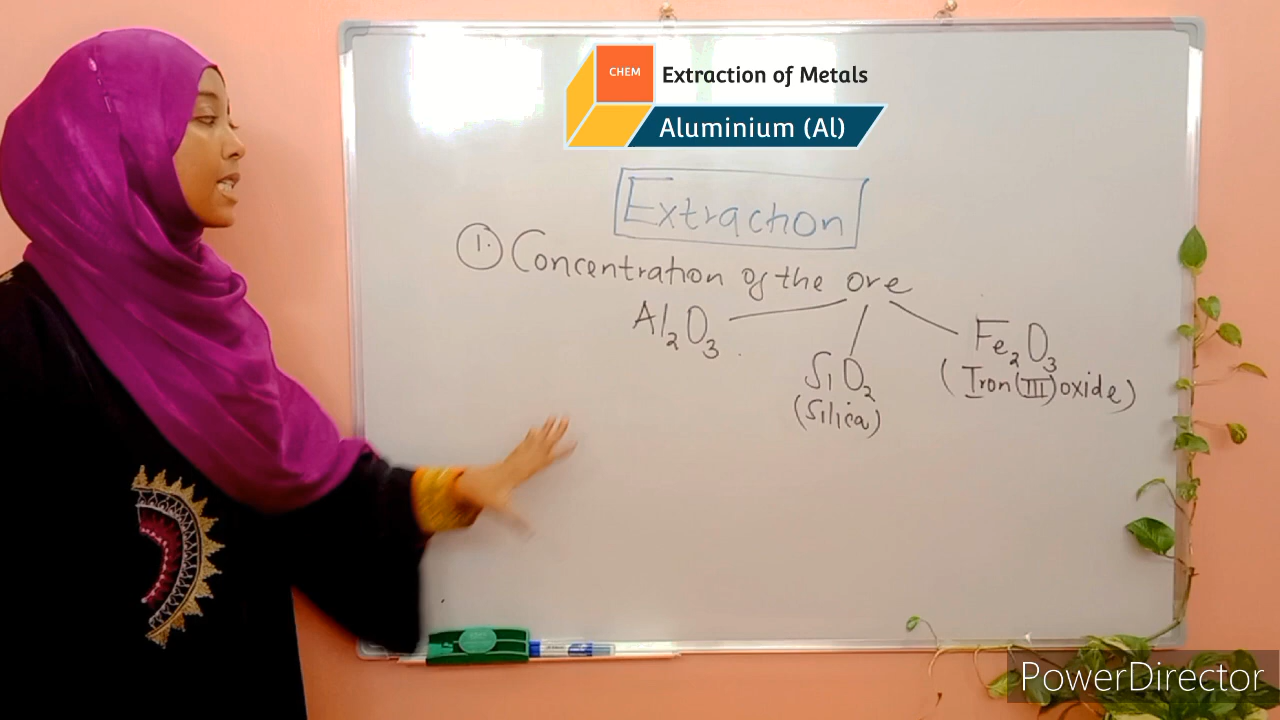 CHEM
Extraction of Metals
Aluminium (Al)
Extraction
1. Concentration of the ore
Al₂O₃
SiO₂
(Silica)
Fe₂O₃
(Iron(III)oxide)
PowerDirector